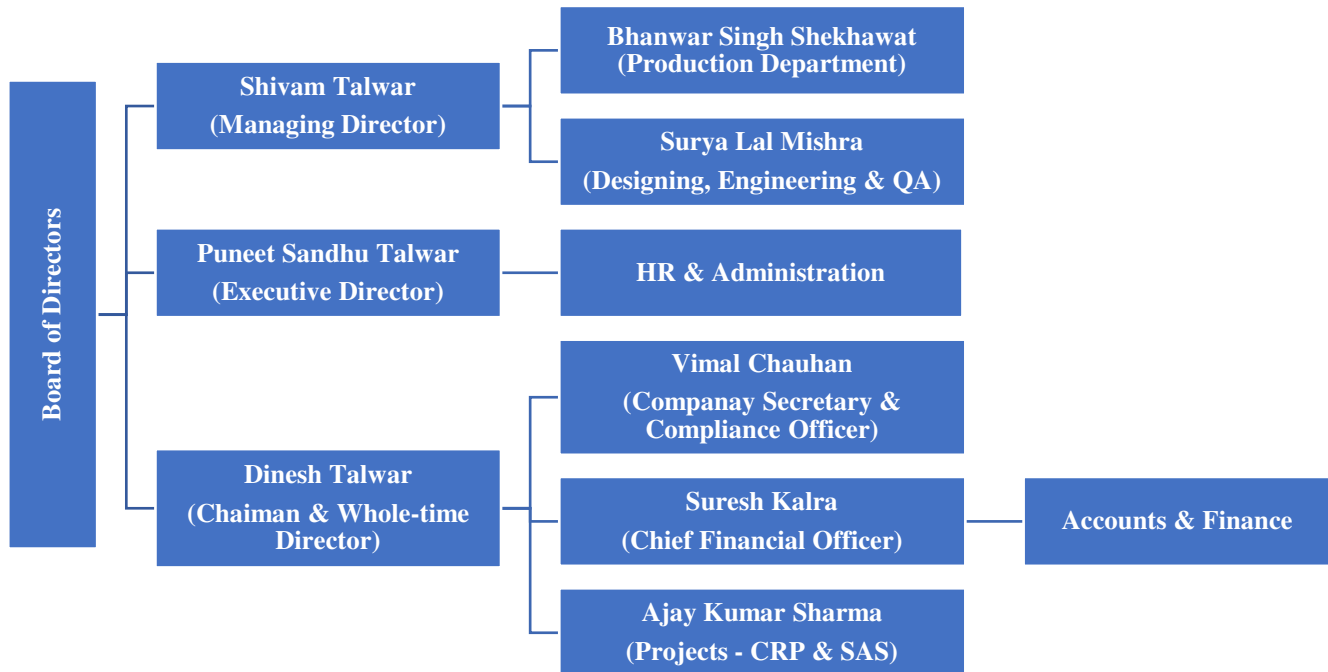 Board of Directors
Shivam Talwar
(Managing Director)
Bhanwar Singh Shekhawat
(Production Department)
Surya Lal Mishra
(Designing, Engineering & QA)
Puneet Sandhu Talwar
(Executive Director)
HR & Administration
Dinesh Talwar
(Chaiman & Whole-time
Director)
Vimal Chauhan
(Companay Secretary &
Compliance Officer)
Suresh Kalra
(Chief Financial Officer)
Accounts & Finance
Ajay Kumar Sharma
(Projects - CRP & SAS)